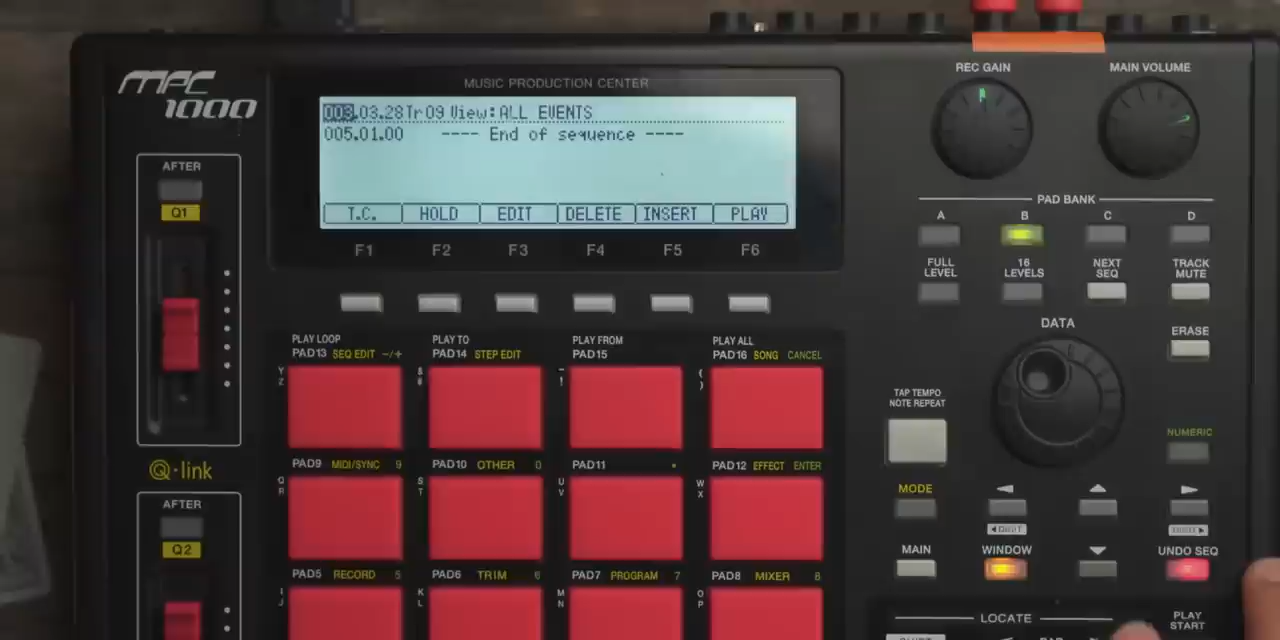 MPC
1000
MUSIC PRODUCTION CENTER
003.03.28Tr09 View:ALL EVENTS
005.01.00 ---- End of sequence ----
T.C. HOLD EDIT DELETE INSERT PLAY
F1 F2 F3 F4 F5 F6
REC GAIN MAIN VOLUME
AFTER
Q1
PAD BANK
A B C D
FULL LEVEL
16 LEVELS
NEXT SEQ
TRACK MUTE
DATA
ERASE
PLAY LOOP PLAY TO PLAY FROM PLAY ALL
PAD13 SEQ EDIT -/+ PAD14 STEP EDIT PAD15 PAD16 SONG CANCEL
TAP TEMPO
NOTE REPEAT
NUMERIC
Q-link
PAD9 MIDI/SYNC 9 PAD10 OTHER 0 PAD11 PAD12 EFFECT ENTER
MODE
AFTER
Q2
MAIN WINDOW UNDO SEQ
PAD5 RECORD 5 PAD6 TRIM 6 PAD7 PROGRAM 7 PAD8 MIXER 8
LOCATE
PLAY
START